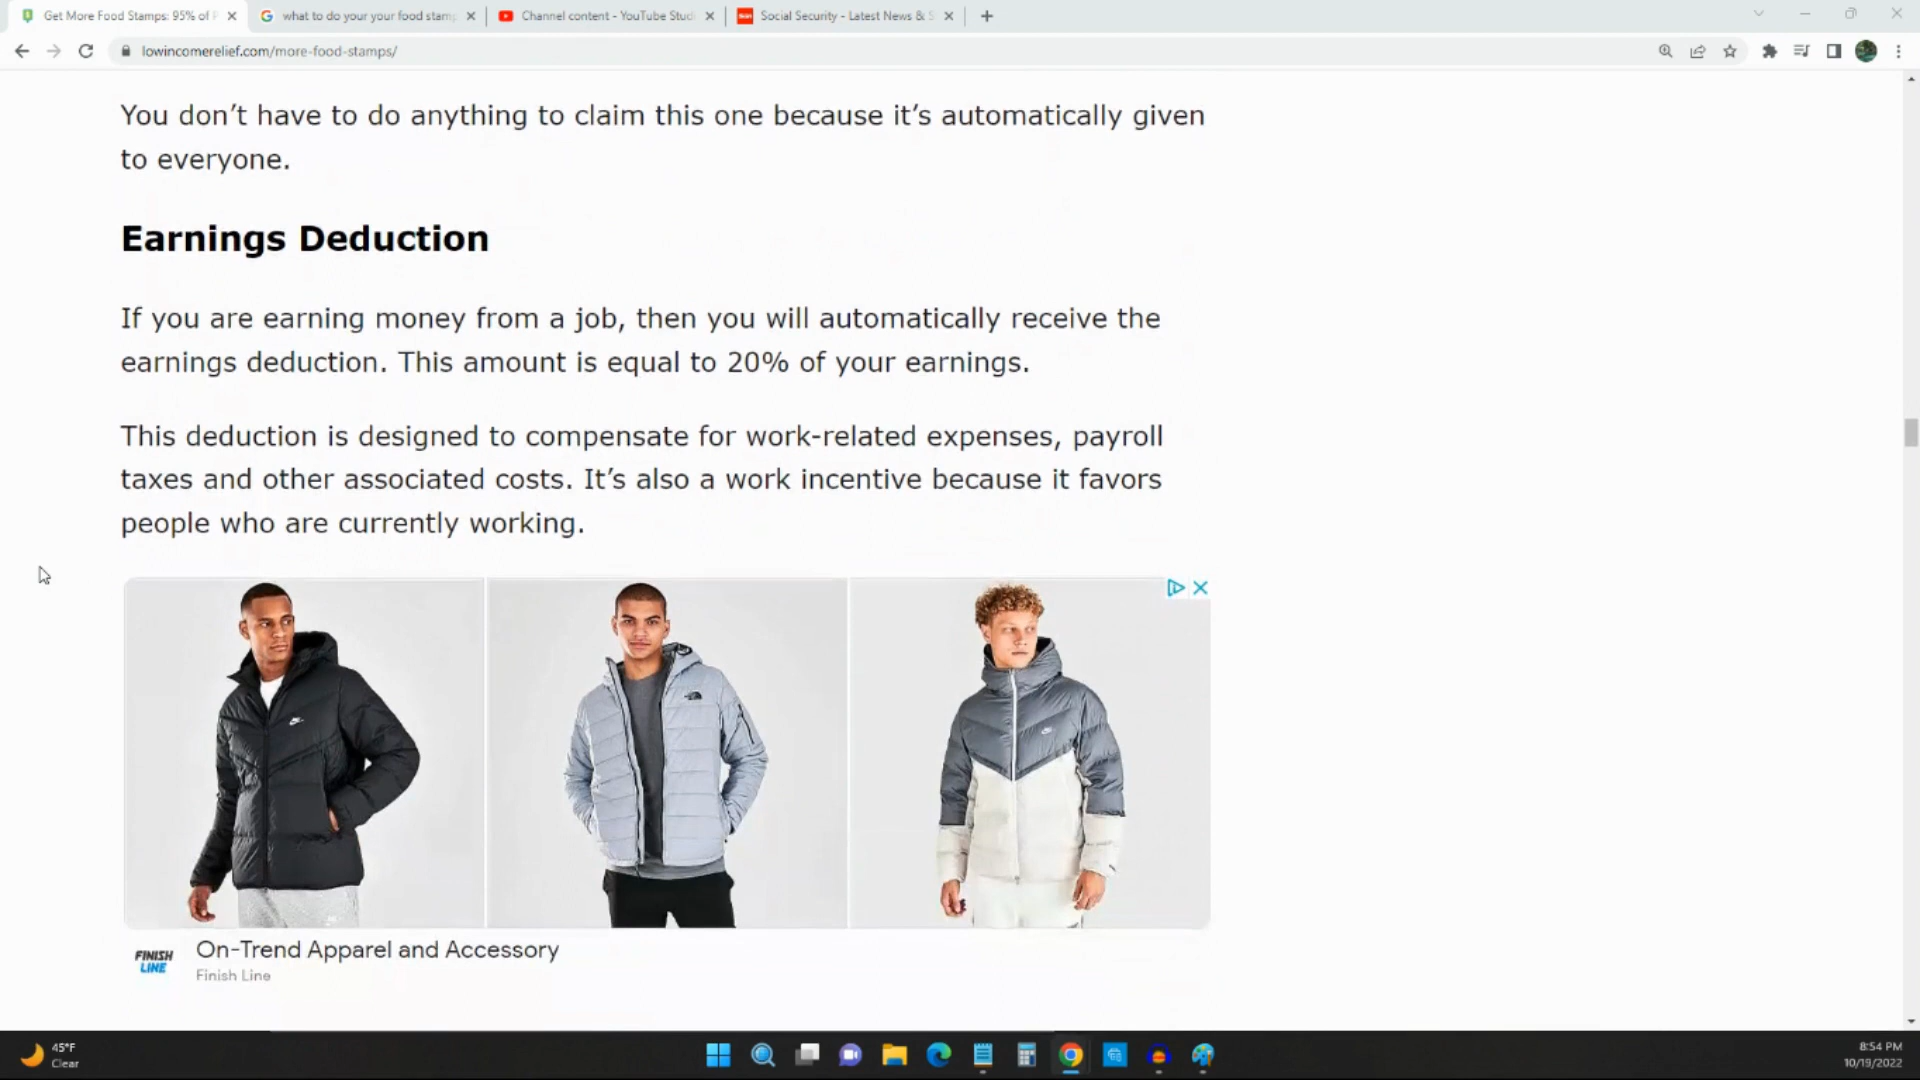 Get More Food Stamps: 95% of P
what to do your your food stamp
Channel content - YouTube Studi
Social Security - Latest News & S
lowincomerelief.com/more-food-stamps/
You don’t have to do anything to claim this one because it’s automatically given
to everyone.
Earnings Deduction
If you are earning money from a job, then you will automatically receive the
earnings deduction. This amount is equal to 20% of your earnings.
This deduction is designed to compensate for work-related expenses, payroll
taxes and other associated costs. It’s also a work incentive because it favors
people who are currently working.
FINISH
LINE
On-Trend Apparel and Accessory
Finish Line
45°F
Clear
8:54 PM
10/19/2022